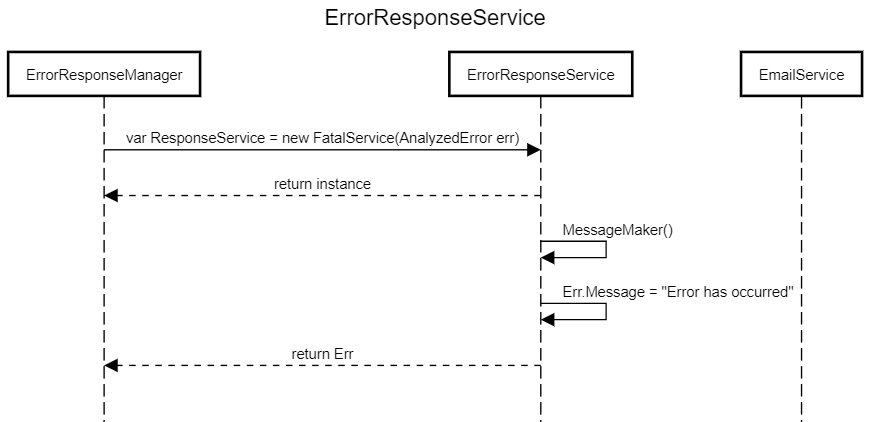 ErrorResponseService
ErrorResponseManager
ErrorResponseService
EmailService
var ResponseService = new FatalService(AnalyzedError err)
return instance
MessageMaker()
Err.Message = "Error has occurred"
return Err